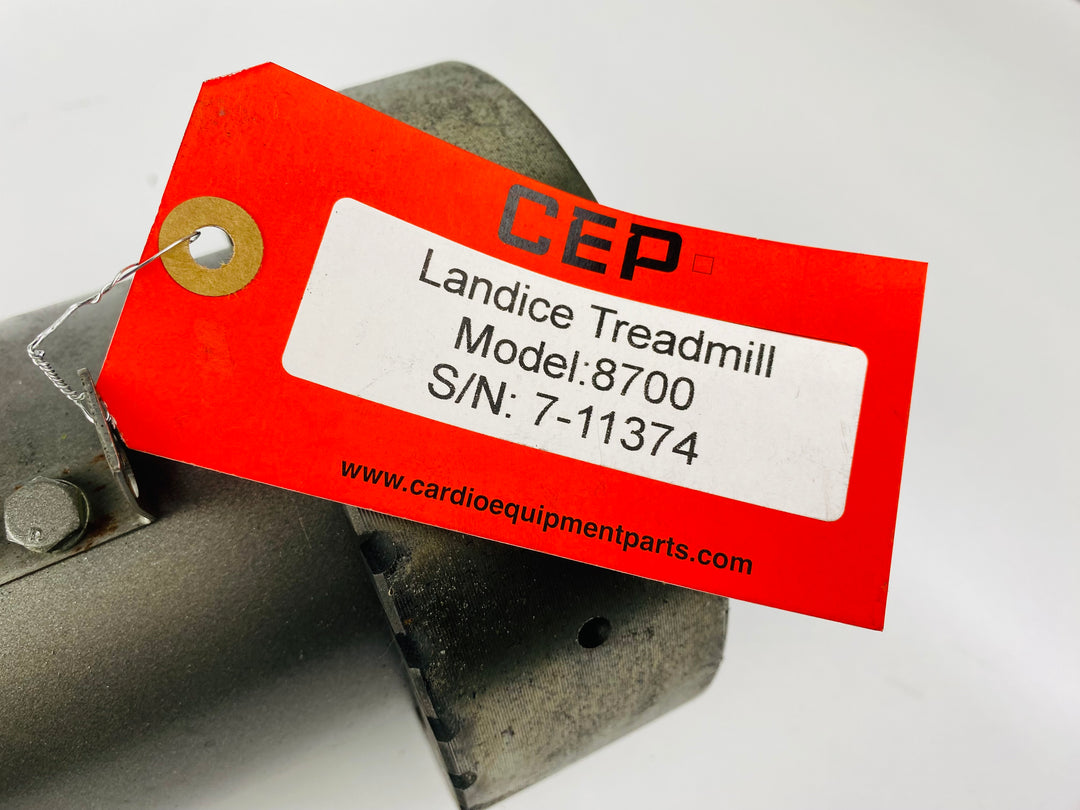 CEP
Landice Treadmill
Model:8700
S/N: 7-11374
www.cardioequipmentparts.com